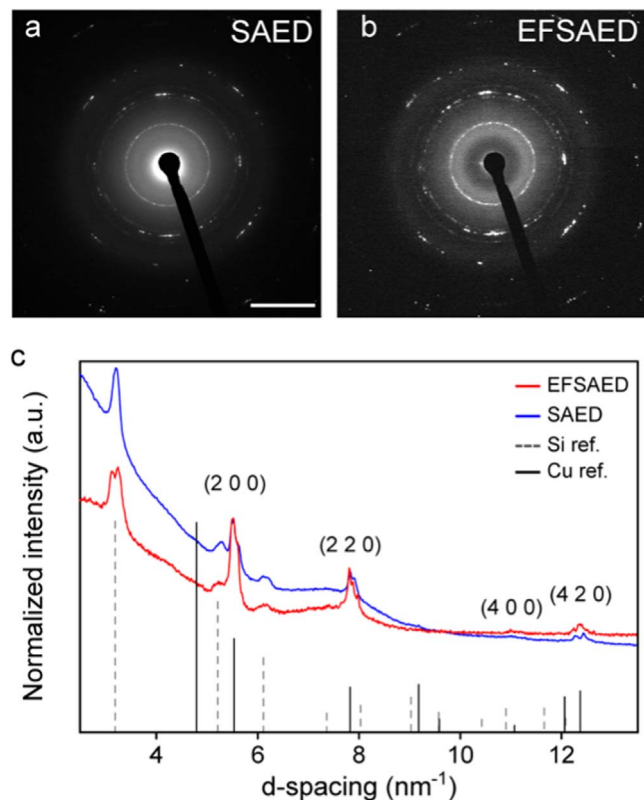 a SAED
b EFSAED
c
EFSAED
SAED
Si ref.
Cu ref.
(2 0 0)
(2 2 0)
(4 0 0)
(4 2 0)
Normalized intensity (a.u.)
4 6 8 10 12
d-spacing (nm⁻¹)